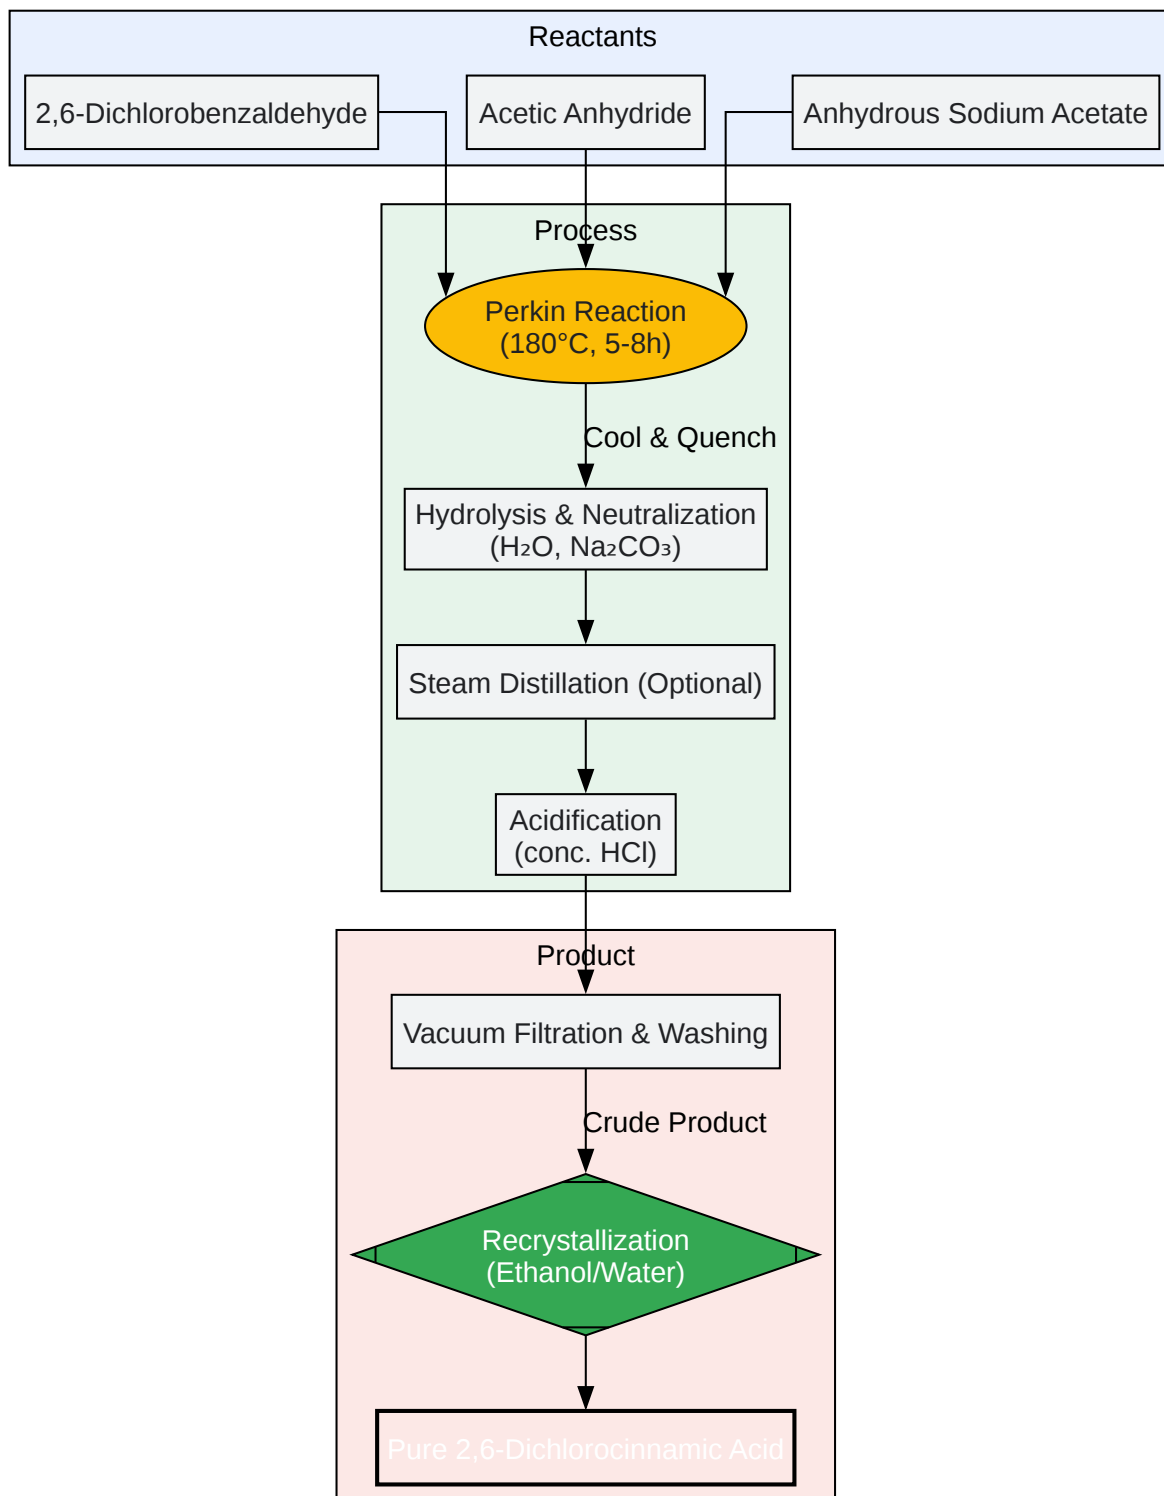 Reactants
2,6-Dichlorobenzaldehyde
Acetic Anhydride
Anhydrous Sodium Acetate
Process
Perkin Reaction
(180°C, 5-8h)
Cool & Quench
Hydrolysis & Neutralization
(H₂O, Na₂CO₃)
Steam Distillation (Optional)
Acidification
(conc. HCl)
Product
Vacuum Filtration & Washing
Crude Product
Recrystallization
(Ethanol/Water)
Pure 2,6-Dichlorocinnamic Acid